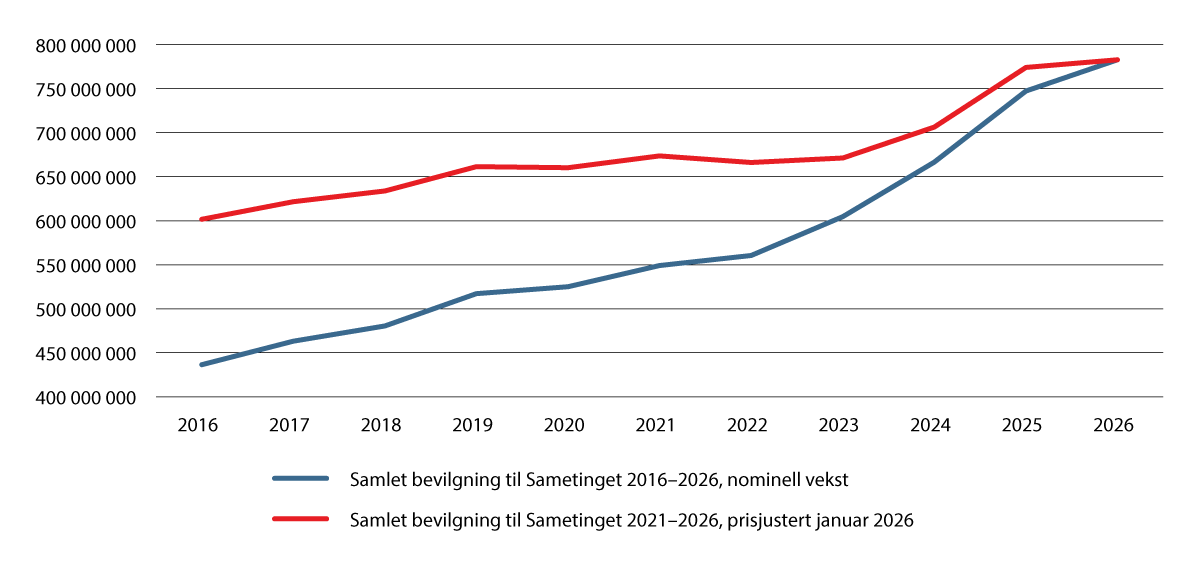 800 000 000
750 000 000
700 000 000
650 000 000
600 000 000
550 000 000
500 000 000
450 000 000
400 000 000
2016 2017 2018 2019 2020 2021 2022 2023 2024 2025 2026
Samlet bevilgning til Sametinget 2016–2026, nominell vekst
Samlet bevilgning til Sametinget 2021–2026, prisjustert januar 2026